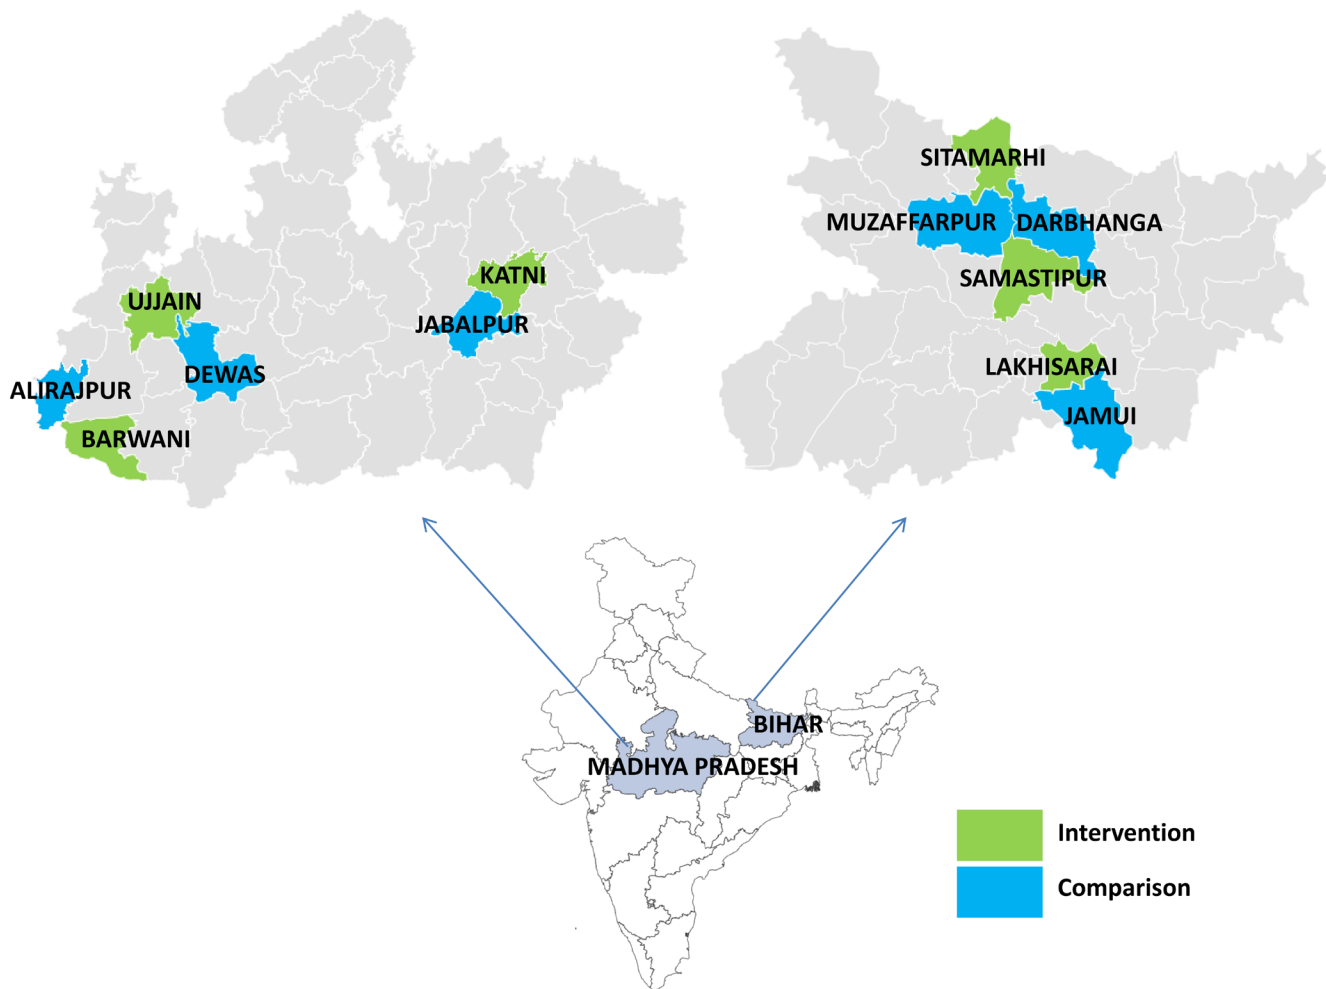 SITAMARHI
MUZAFFARPUR
DARBHANGA
KATNI
SAMASTIPUR
UJJAIN
JABALPUR
LAKHISARAI
DEWAS
ALIRAJPUR
JAMUI
BARWANI
BIHAR
MADHYA PRADESH
Intervention
Comparison